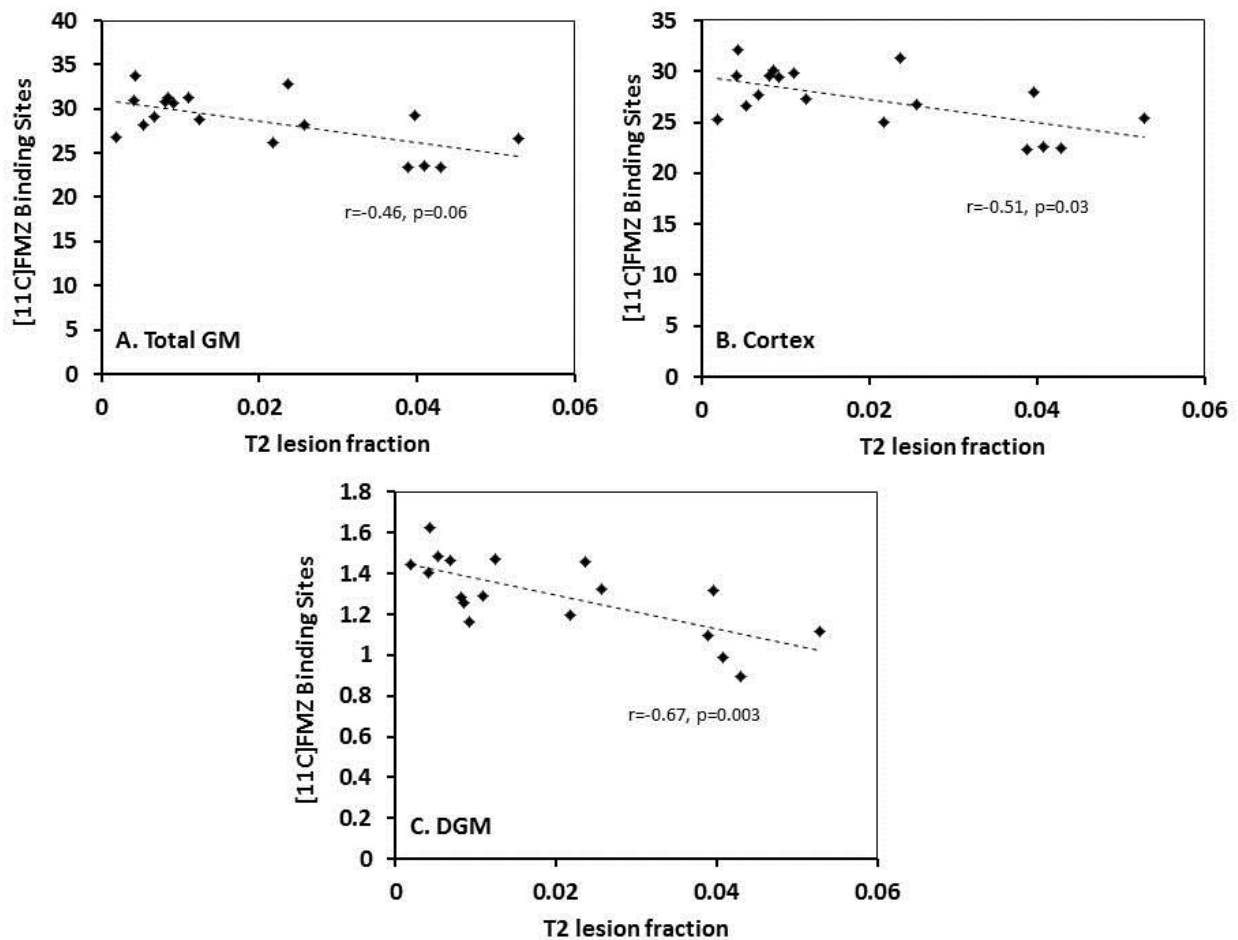 40
35
30
25
20
15
10
5
0
[11C]FMZ Binding Sites
r=-0.46, p=0.06
A. Total GM
0 0.02 0.04 0.06
T2 lesion fraction
35
30
25
20
15
10
5
0
[11C]FMZ Binding Sites
r=-0.51, p=0.03
B. Cortex
0 0.02 0.04 0.06
T2 lesion fraction
1.8
1.6
1.4
1.2
1
0.8
0.6
0.4
0.2
0
[11C]FMZ Binding Sites
r=-0.67, p=0.003
C. DGM
0 0.02 0.04 0.06
T2 lesion fraction